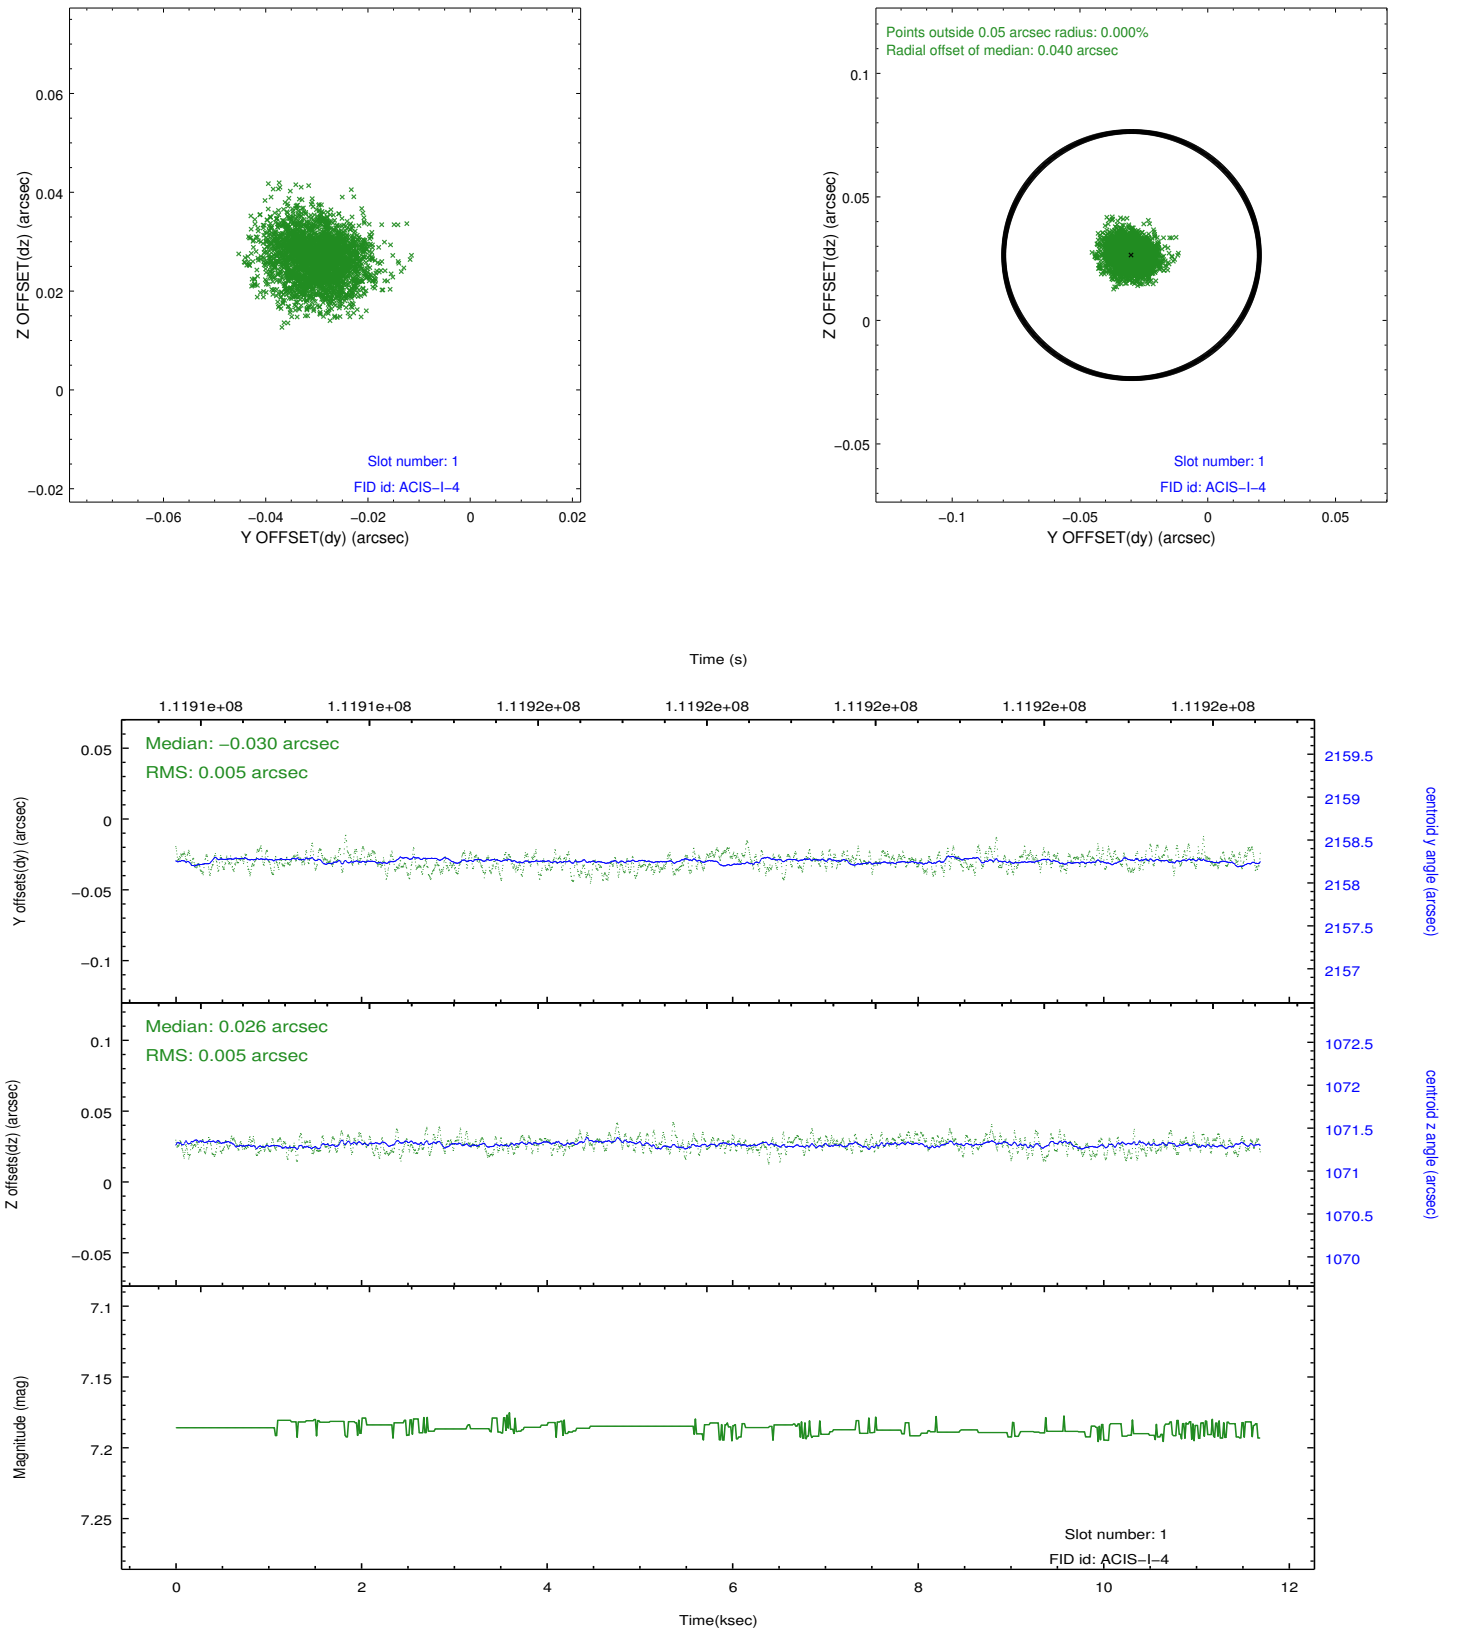 0.06
0.04
0.02
0
−0.02
Z OFFSET(dz) (arcsec)
Slot number: 1
FID id: ACIS−I−4
−0.06
−0.04
−0.02
0
0.02
Y OFFSET(dy) (arcsec)
Points outside 0.05 arcsec radius: 0.000%
Radial offset of median: 0.040 arcsec
0.1
0.05
0
−0.05
Z OFFSET(dz) (arcsec)
Slot number: 1
FID id: ACIS−I−4
−0.1
−0.05
0
0.05
Y OFFSET(dy) (arcsec)
Time (s)
1.1191e+08
1.1191e+08
1.1192e+08
1.1192e+08
1.1192e+08
1.1192e+08
1.1192e+08
Median: −0.030 arcsec
RMS: 0.005 arcsec
0.05
0
−0.05
−0.1
Y offsets(dy) (arcsec)
2159.5
2159
2158.5
2158
2157.5
2157
centroid y angle (arcsec)
Median: 0.026 arcsec
RMS: 0.005 arcsec
0.1
0.05
0
−0.05
Z offsets(dz) (arcsec)
1072.5
1072
1071.5
1071
1070.5
1070
centroid z angle (arcsec)
7.1
7.15
7.2
7.25
Magnitude (mag)
Slot number: 1
FID id: ACIS−I−4
0
2
4
6
8
10
12
Time(ksec)